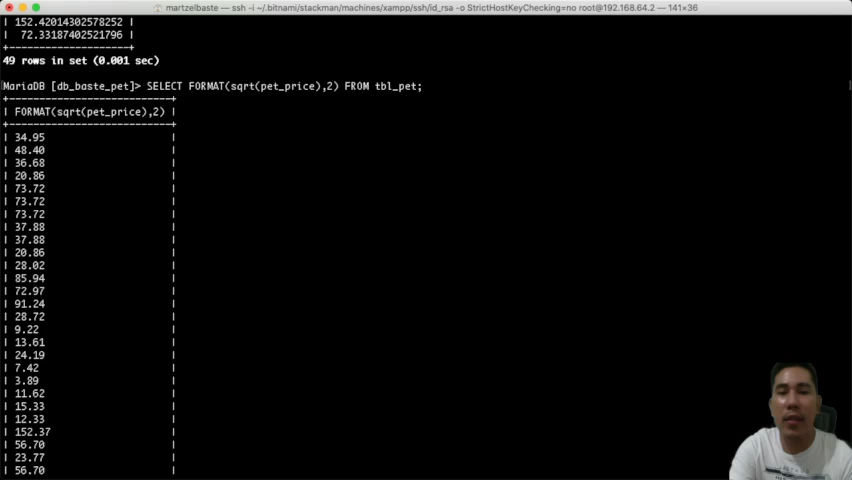 martzelbaste — ssh -i ~/.bitnami/stackman/machines/xampp/ssh/id_rsa -o StrictHostKeyChecking=no root@192.168.64.2 — 141×36
| 152.42014302578252 |
|  72.33187402521796 |
+--------------------+
49 rows in set (0.001 sec)
MariaDB [db_baste_pet]> SELECT FORMAT(sqrt(pet_price),2) FROM tbl_pet;
+---------------------------+
| FORMAT(sqrt(pet_price),2) |
+---------------------------+
| 34.95                     |
| 48.40                     |
| 36.68                     |
| 20.86                     |
| 73.72                     |
| 73.72                     |
| 73.72                     |
| 37.88                     |
| 37.88                     |
| 20.86                     |
| 28.02                     |
| 85.94                     |
| 72.97                     |
| 91.24                     |
| 28.72                     |
| 9.22                      |
| 13.61                     |
| 24.19                     |
| 7.42                      |
| 3.89                      |
| 11.62                     |
| 15.33                     |
| 12.33                     |
| 152.37                    |
| 56.70                     |
| 23.77                     |
| 56.70                     |